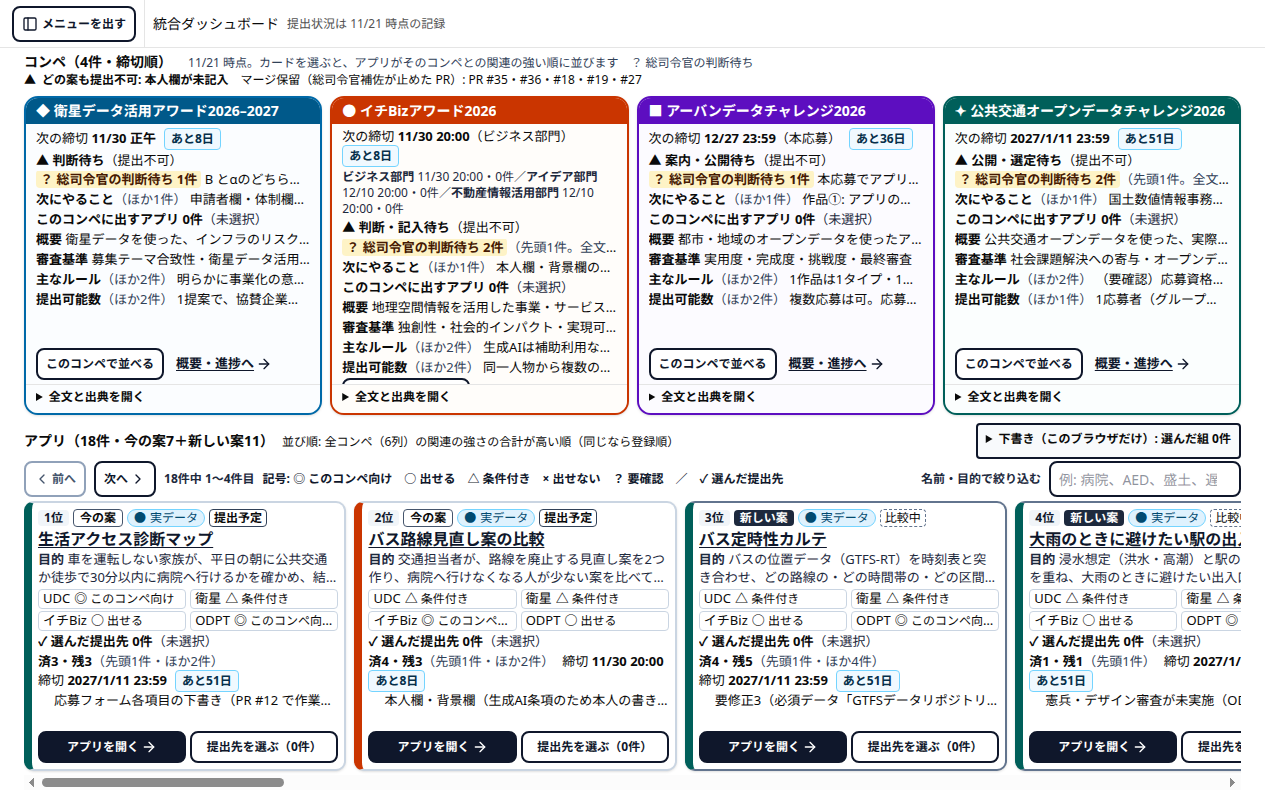 メニューを出す 統合ダッシュボード 提出状況は 11/21 時点の記録
コンペ（4件・締切順） 11/21 時点。カードを選ぶと、アプリがそのコンペとの関連の強い順に並びます ？ 総司令官の判断待ち
▲ どの案も提出不可: 本人欄が未記入 マージ保留（総司令官補佐が止めた PR）: PR #35・#36・#18・#19・#27
◆ 衛星データ活用アワード2026–2027
次の締切 11/30 正午 あと8日
▲ 判断待ち（提出不可）
？ 総司令官の判断待ち 1件 B とαのどちら…
次にやること（ほか1件） 申請者欄・体制欄…
このコンペに出すアプリ 0件（未選択）
概要 衛星データを使った、インフラのリスク…
審査基準 募集テーマ合致性・衛星データ活用…
主なルール（ほか2件） 明らかに事業化の意…
提出可能数（ほか2件） 1提案で、協賛企業…
このコンペで並べる 概要・進捗へ →
▶ 全文と出典を開く
● イチBizアワード2026
次の締切 11/30 20:00（ビジネス部門）
あと8日
ビジネス部門 11/30 20:00・0件／アイデア部門
12/10 20:00・0件／不動産情報活用部門 12/10
20:00・0件
▲ 判断・記入待ち（提出不可）
？ 総司令官の判断待ち 2件 （先頭1件。全文…
次にやること（ほか1件） 本人欄・背景欄の…
このコンペに出すアプリ 0件（未選択）
概要 地理空間情報を活用した事業・サービス…
審査基準 独創性・社会的インパクト・実現可…
主なルール（ほか2件） 生成AIは補助利用な…
提出可能数（ほか2件） 同一人物から複数の…
▶ 全文と出典を開く
■ アーバンデータチャレンジ2026
次の締切 12/27 23:59（本応募） あと36日
▲ 案内・公開待ち（提出不可）
？ 総司令官の判断待ち 1件 本応募でアプリ…
次にやること（ほか1件） 作品①: アプリの…
このコンペに出すアプリ 0件（未選択）
概要 都市・地域のオープンデータを使ったア…
審査基準 実用度・完成度・挑戦度・最終審査
主なルール（ほか2件） 1作品は1タイプ・1…
提出可能数（ほか2件） 複数応募は可。応募…
このコンペで並べる 概要・進捗へ →
▶ 全文と出典を開く
✦ 公共交通オープンデータチャレンジ2026
次の締切 2027/1/11 23:59 あと51日
▲ 公開・選定待ち（提出不可）
？ 総司令官の判断待ち 2件 （先頭1件。全文…
次にやること（ほか1件） 国土数値情報事務…
このコンペに出すアプリ 0件（未選択）
概要 公共交通オープンデータを使った、実際…
審査基準 社会課題解決への寄与・オープンデ…
主なルール（ほか2件） （要確認）応募資格…
提出可能数（ほか1件） 1応募者（グループ…
このコンペで並べる 概要・進捗へ →
▶ 全文と出典を開く
アプリ（18件・今の案7＋新しい案11） 並び順: 全コンペ（6列）の関連の強さの合計が高い順（同じなら登録順）
▶ 下書き（このブラウザだけ）: 選んだ組 0件
前へ 次へ 18件中 1〜4件目 記号: ◎ このコンペ向け ○ 出せる △ 条件付き × 出せない ？ 要確認 ／ ✓ 選んだ提出先
名前・目的で絞り込む 例: 病院、AED、盛土、遅
1位 今の案 ● 実データ 提出予定
生活アクセス診断マップ
目的 車を運転しない家族が、平日の朝に公共交通
か徒歩で30分以内に病院へ行けるかを確かめ、結…
UDC ◎ このコンペ向け 衛星 △ 条件付き
イチBiz ○ 出せる ODPT ◎ このコンペ向…
✓ 選んだ提出先 0件（未選択）
済3・残3（先頭1件・ほか2件）
締切 2027/1/11 23:59 あと51日
応募フォーム各項目の下書き（PR #12 で作業…
アプリを開く → 提出先を選ぶ（0件）
2位 今の案 ● 実データ 提出予定
バス路線見直し案の比較
目的 交通担当者が、路線を廃止する見直し案を2つ
作り、病院へ行けなくなる人が少ない案を比べて…
UDC △ 条件付き 衛星 △ 条件付き
イチBiz ◎ このコンペ… ODPT ○ 出せる
✓ 選んだ提出先 0件（未選択）
済4・残3（先頭1件・ほか2件） 締切 11/30 20:00
あと8日
本人欄・背景（生成AI条項のため本人の書き…
アプリを開く → 提出先を選ぶ（0件）
3位 新しい案 ● 実データ 比較中
バス定時性カルテ
目的 バスの位置データ（GTFS-RT）を時刻表と突
き合わせ、どの路線の・どの時間帯の・どの区間…
UDC △ 条件付き 衛星 △ 条件付き
イチBiz ○ 出せる ODPT ◎ このコンペ向…
✓ 選んだ提出先 0件（未選択）
済4・残5（先頭1件・ほか4件）
締切 2027/1/11 23:59 あと51日
要修正3（必須データ「GTFSデータリポジトリ…
アプリを開く → 提出先を選ぶ（0件）
4位 新しい案 ● 実データ 比較
大雨のときに避けたい駅の出
目的 浸水想定（洪水・高潮）と駅の
を重ね、大雨のときに避けたい出入
UDC △ 条件付き 衛星 △
イチBiz ○ 出せる ODPT ◎
✓ 選んだ提出先 0件（未選択）
済1・残1（先頭1件） 締切 2027/1/
あと51日
憲兵・デザイン審査が未実施（OD
アプリを開く → 提出先